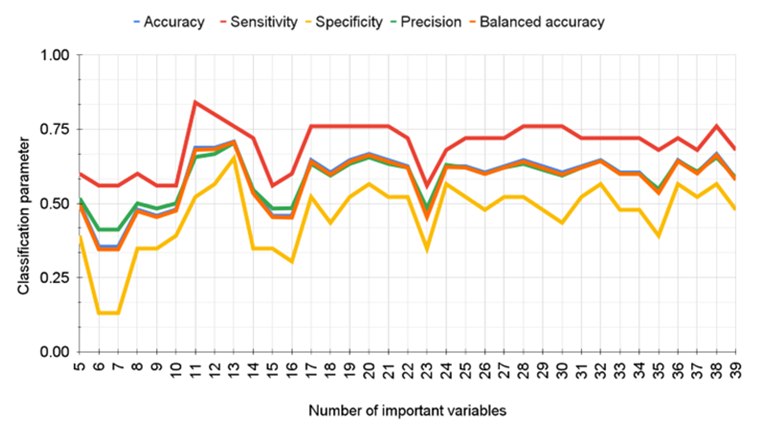 Accuracy Sensitivity Specificity Precision Balanced accuracy
1.00
0.75
0.50
0.25
0.00
Classification parameter
5 6 7 8 9 10 11 12 13 14 15 16 17 18 19 20 21 22 23 24 25 26 27 28 29 30 31 32 33 34 35 36 37 38 39
Number of important variables